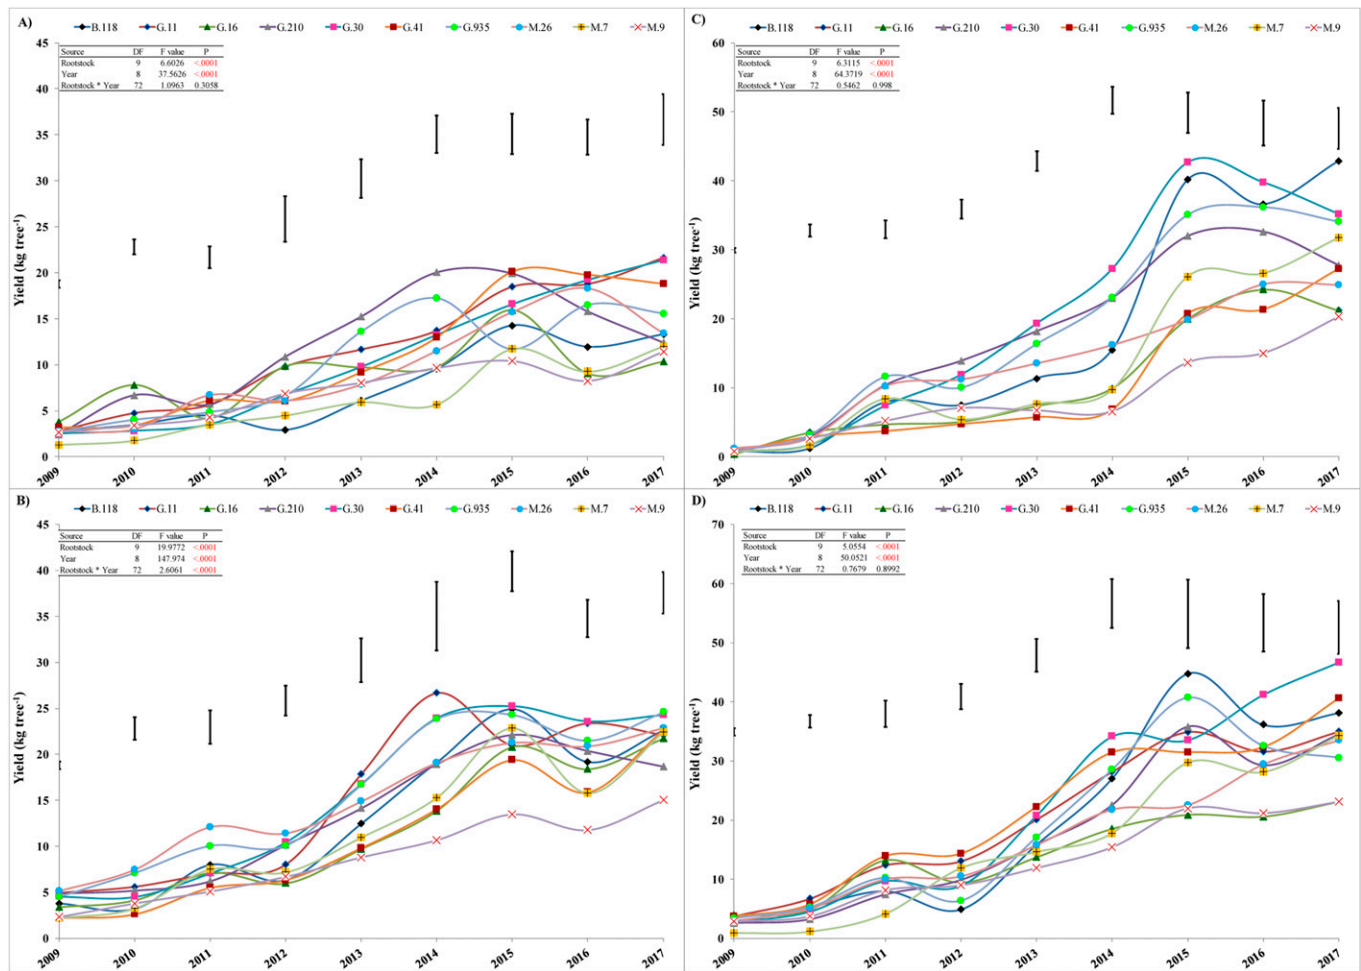 A)
B.118 G.11 G.16 G.210 G.30 G.41 G.935 M.26 M.7 M.9
45
40
35
30
25
20
15
10
5
0
Yield (kg tree-1)
Source DF F value P
Rootstock 9 6.6026 <.0001
Year 8 37.5626 <.0001
Rootstock * Year 72 1.0963 0.3058
2009 2010 2011 2012 2013 2014 2015 2016 2017
C)
B.118 G.11 G.16 G.210 G.30 G.41 G.935 M.26 M.7 M.9
60
50
40
30
20
10
0
Yield (kg tree-1)
Source DF F value P
Rootstock 9 6.3115 <.0001
Year 8 64.3719 <.0001
Rootstock * Year 72 0.5462 0.998
2009 2010 2011 2012 2013 2014 2015 2016 2017
B)
B.118 G.11 G.16 G.210 G.30 G.41 G.935 M.26 M.7 M.9
45
40
35
30
25
20
15
10
5
0
Yield (kg tree-1)
Source DF F value P
Rootstock 9 19.9772 <.0001
Year 8 147.974 <.0001
Rootstock * Year 72 2.6061 <.0001
2009 2010 2011 2012 2013 2014 2015 2016 2017
D)
B.118 G.11 G.16 G.210 G.30 G.41 G.935 M.26 M.7 M.9
70
60
50
40
30
20
10
0
Yield (kg tree-1)
Source DF F value P
Rootstock 9 5.0554 <.0001
Year 8 50.0521 <.0001
Rootstock * Year 72 0.7679 0.8992
2009 2010 2011 2012 2013 2014 2015 2016 2017